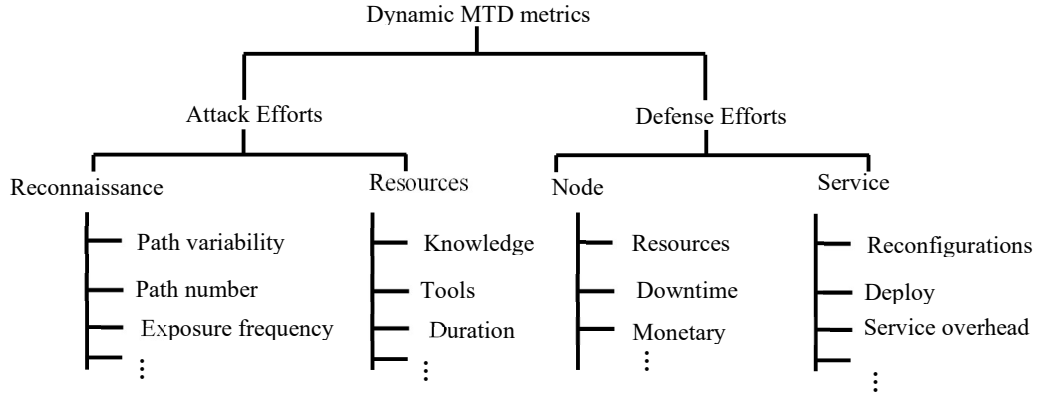 Dynamic MTD metrics
Attack Efforts
Defense Efforts
Reconnaissance
Resources
Node
Service
Path variability
Path number
Exposure frequency
⋮
Knowledge
Tools
Duration
⋮
Resources
Downtime
Monetary
⋮
Reconfigurations
Deploy
Service overhead
⋮